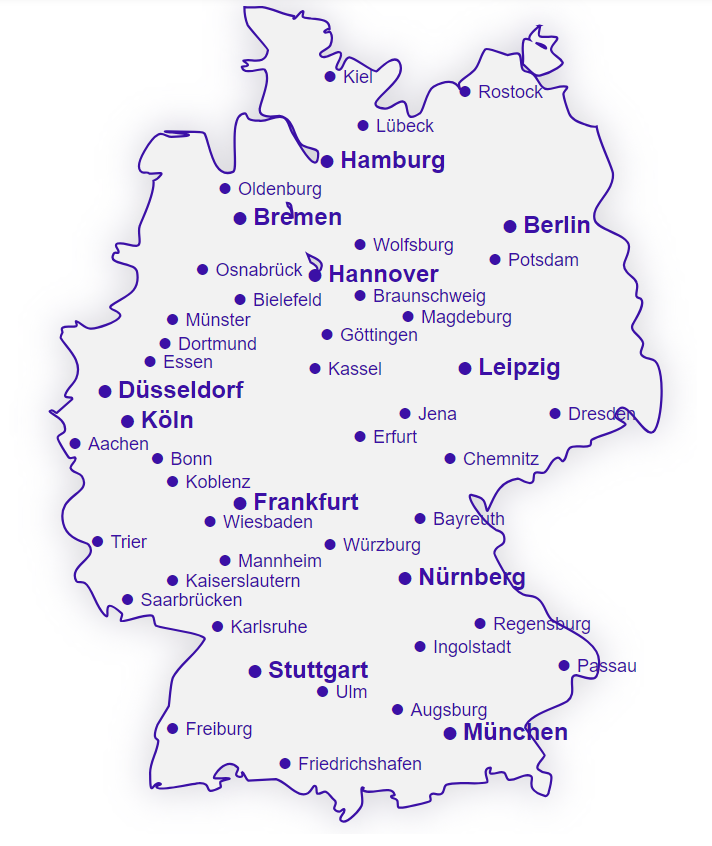 Kiel
Rostock
Lübeck
Hamburg
Oldenburg
Bremen
Berlin
Wolfsburg
Potsdam
Osnabrück
Hannover
Bielefeld
Braunschweig
Magdeburg
Münster
Göttingen
Dortmund
Essen
Kassel
Leipzig
Düsseldorf
Jena
Dresden
Köln
Erfurt
Aachen
Bonn
Chemnitz
Koblenz
Frankfurt
Wiesbaden
Bayreuth
Trier
Würzburg
Mannheim
Nürnberg
Kaiserslautern
Saarbrücken
Regensburg
Karlsruhe
Ingolstadt
Passau
Stuttgart
Ulm
Augsburg
Freiburg
München
Friedrichshafen